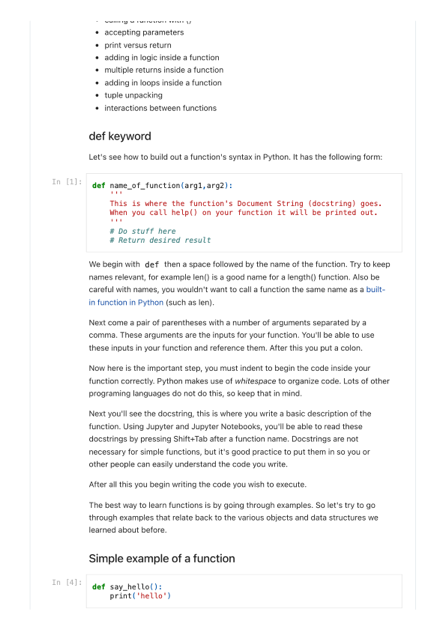 accepting parameters
print versus return
adding in logic inside a function
multiple returns inside a function
adding in loops inside a function
tuple unpacking
interactions between functions
def keyword
Let's see how to build out a function's syntax in Python. It has the following form:
In [1]: def name_of_function(arg1,arg2):
'''
This is where the function's Document String (docstring) goes.
When you call help() on your function it will be printed out.
'''
# Do stuff here
# Return desired result
We begin with def then a space followed by the name of the function. Try to keep
names relevant, for example len() is a good name for a length() function. Also be
careful with names, you wouldn't want to call a function the same name as a built-
in function in Python (such as len).
Next come a pair of parentheses with a number of arguments separated by a
comma. These arguments are the inputs for your function. You'll be able to use
these inputs in your function and reference them. After this you put a colon.
Now here is the important step, you must indent to begin the code inside your
function correctly. Python makes use of whitespace to organize code. Lots of other
programing languages do not do this, so keep that in mind.
Next you'll see the docstring, this is where you write a basic description of the
function. Using Jupyter and Jupyter Notebooks, you'll be able to read these
docstrings by pressing Shift+Tab after a function name. Docstrings are not
necessary for simple functions, but it's good practice to put them in so you or
other people can easily understand the code you write.
After all this you begin writing the code you wish to execute.
The best way to learn functions is by going through examples. So let's try to go
through examples that relate back to the various objects and data structures we
learned about before.
Simple example of a function
In [4]: def say_hello():
print('hello')